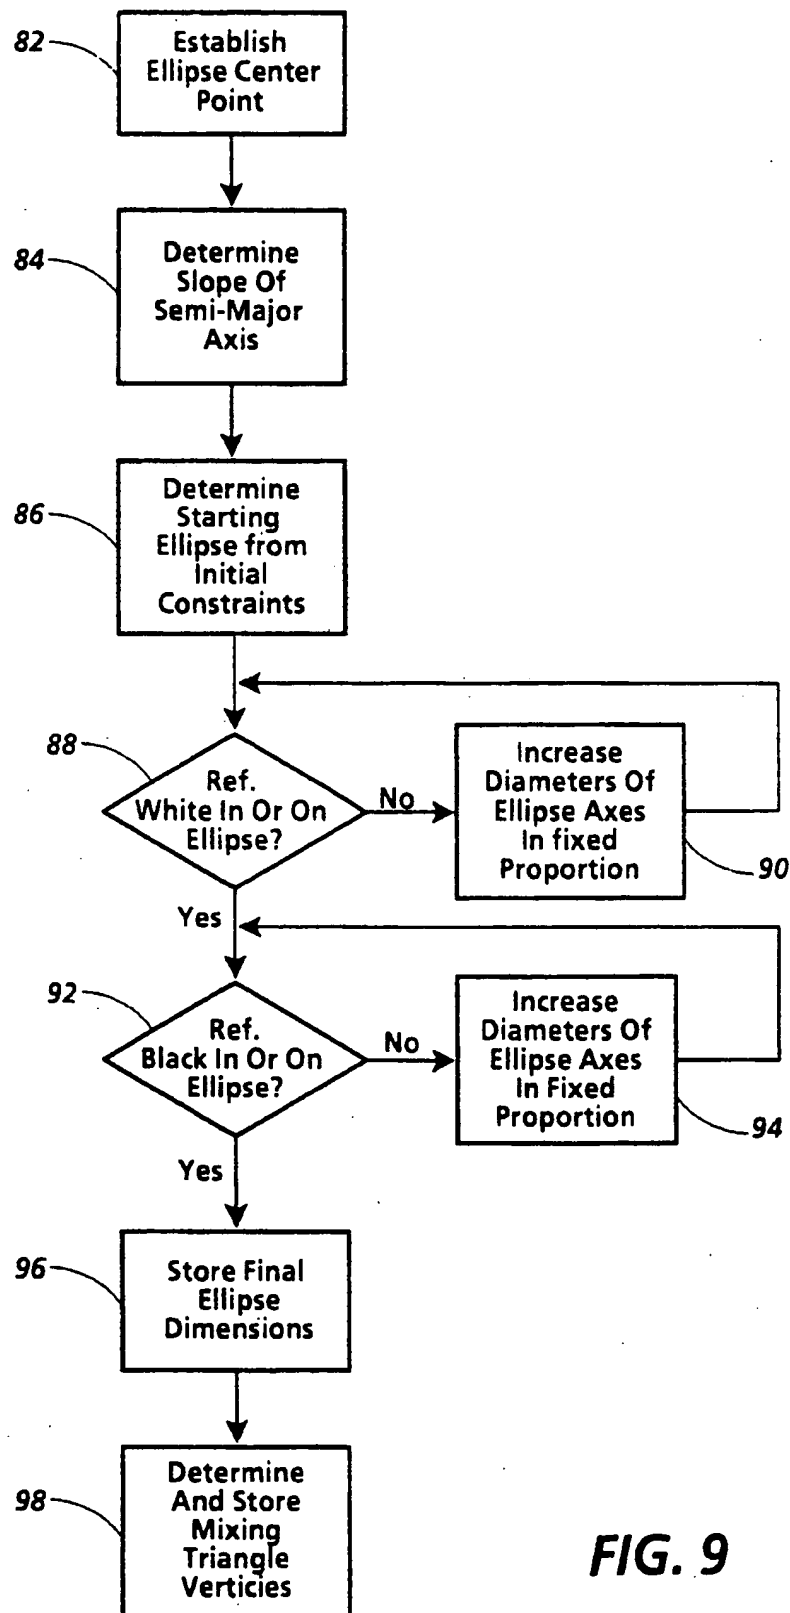 82
Establish
Ellipse Center
Point
84
Determine
Slope Of
Semi-Major
Axis
86
Determine
Starting
Ellipse from
Initial
Constraints
88
Ref.
White In Or On
Ellipse?
No
Increase
Diameters Of
Ellipse Axes
In fixed
Proportion
90
Yes
92
Ref.
Black In Or On
Ellipse?
No
Increase
Diameters Of
Ellipse Axes
In Fixed
Proportion
94
Yes
96
Store Final
Ellipse
Dimensions
98
Determine
And Store
Mixing
Triangle
Verticies
FIG. 9